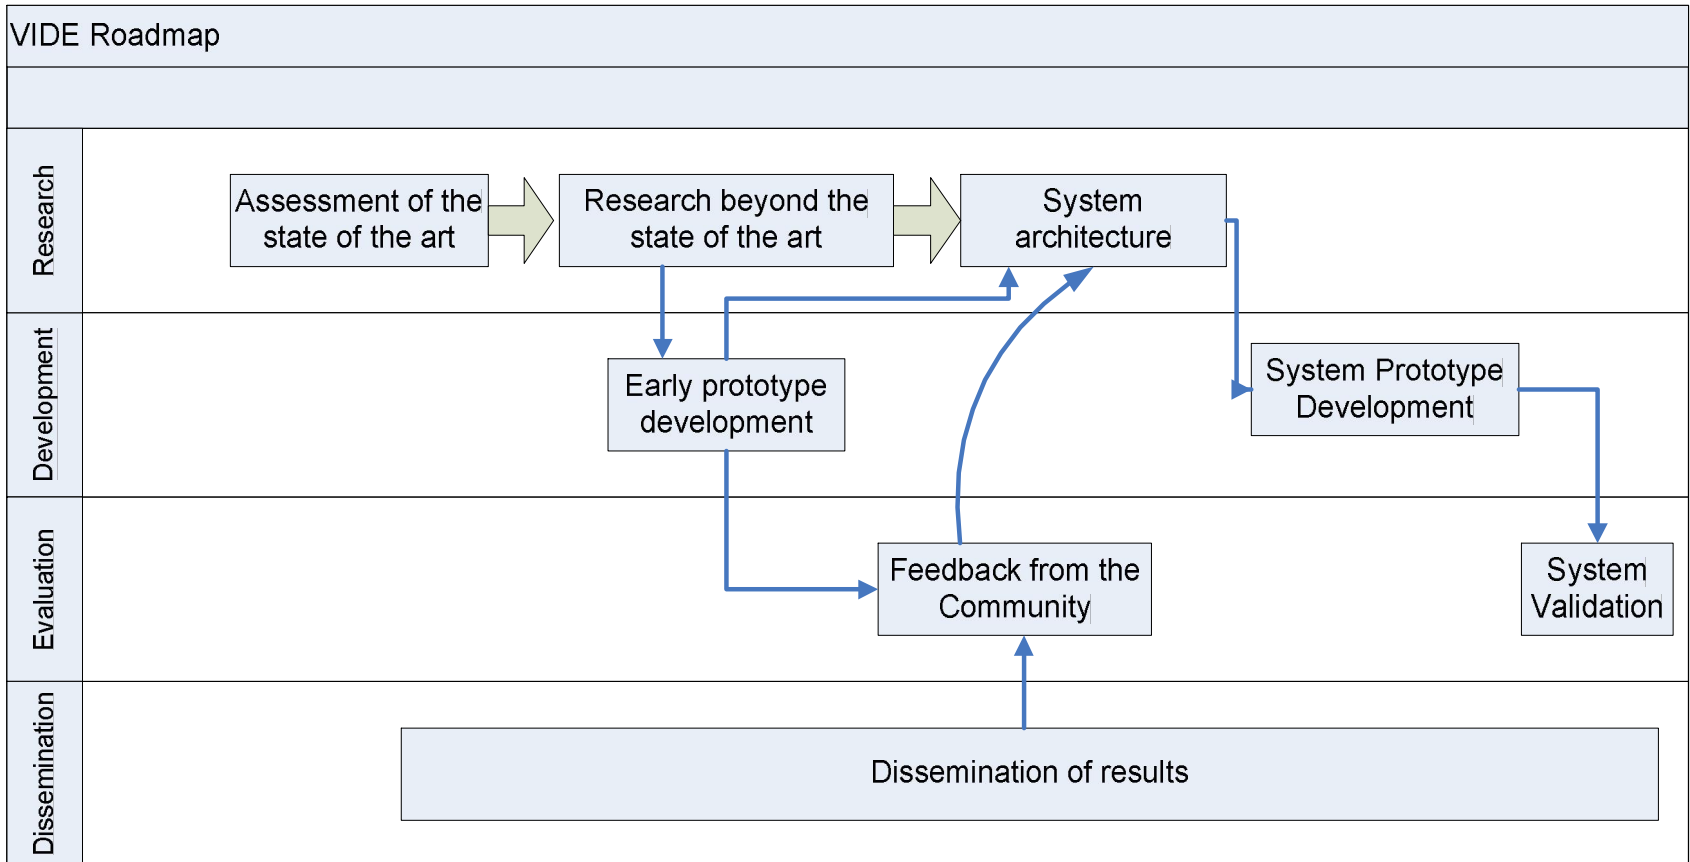 VIDE Roadmap
Research
Assessment of the
state of the art
Research beyond the
state of the art
System
architecture
Development
Early prototype
development
System Prototype
Development
Evaluation
Feedback from the
Community
System
Validation
Dissemination
Dissemination of results